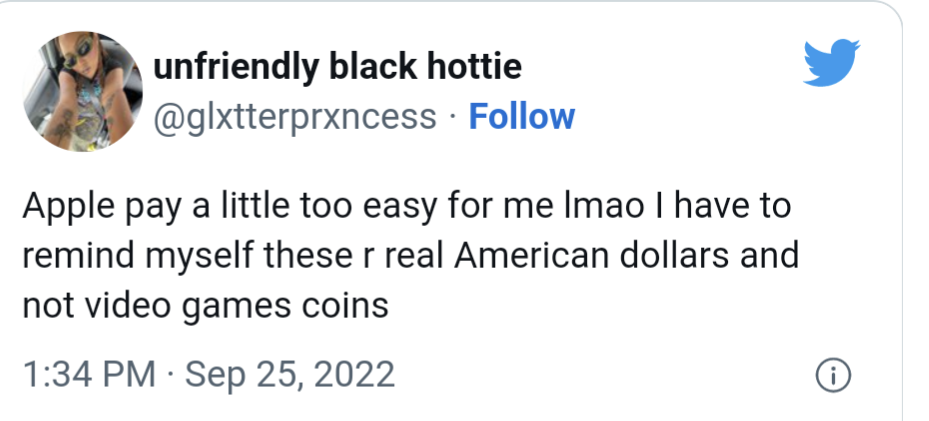 unfriendly black hottie
@glxtterprxncess · Follow
Apple pay a little too easy for me lmao I have to
remind myself these r real American dollars and
not video games coins
1:34 PM · Sep 25, 2022